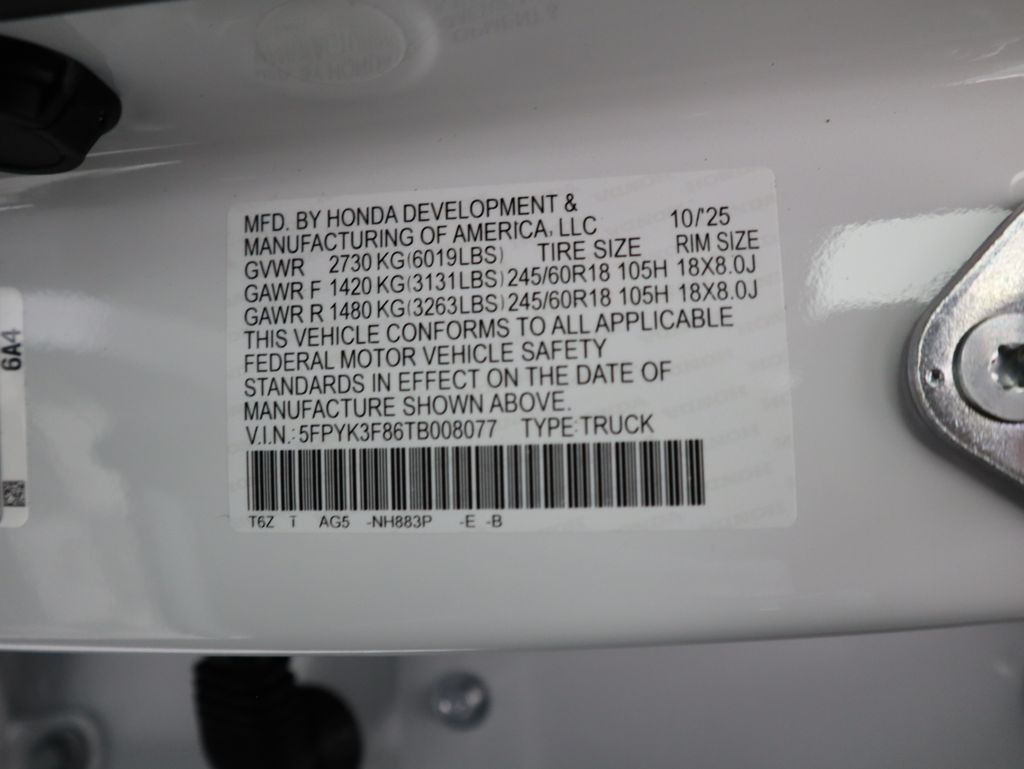 MFD. BY HONDA DEVELOPMENT &
MANUFACTURING OF AMERICA, LLC 10/'25
GVWR 2730 KG(6019LBS) TIRE SIZE RIM SIZE
GAWR F 1420 KG(3131LBS) 245/60R18 105H 18X8.0J
GAWR R 1480 KG(3263LBS) 245/60R18 105H 18X8.0J
THIS VEHICLE CONFORMS TO ALL APPLICABLE
FEDERAL MOTOR VEHICLE SAFETY
STANDARDS IN EFFECT ON THE DATE OF
MANUFACTURE SHOWN ABOVE.
V.I.N.: 5FPYK3F86TB008077 TYPE:TRUCK
T6Z T AG5 -NH883P -E -B
6A4